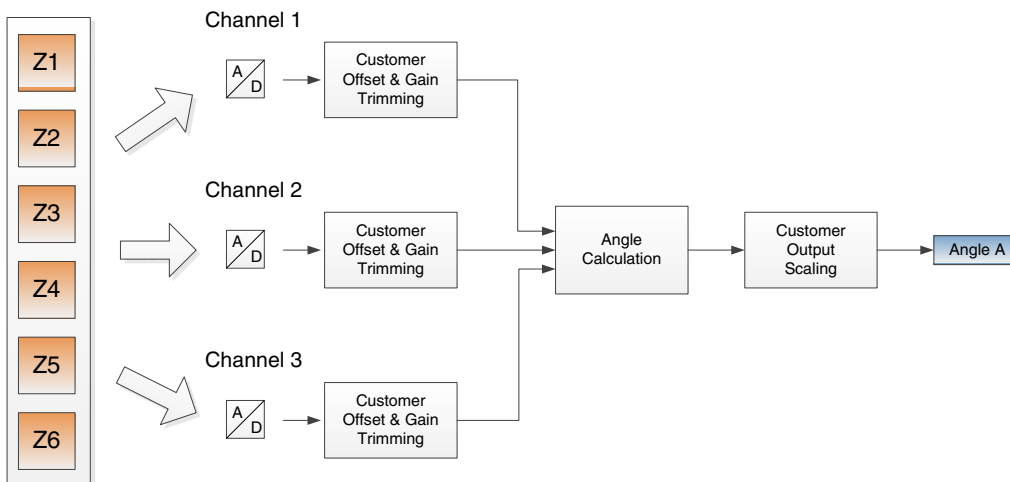 Z1
Z2
Z3
Z4
Z5
Z6
Channel 1
A
D
Customer
Offset & Gain
Trimming
Channel 2
A
D
Customer
Offset & Gain
Trimming
Channel 3
A
D
Customer
Offset & Gain
Trimming
Angle
Calculation
Customer
Output
Scaling
Angle A